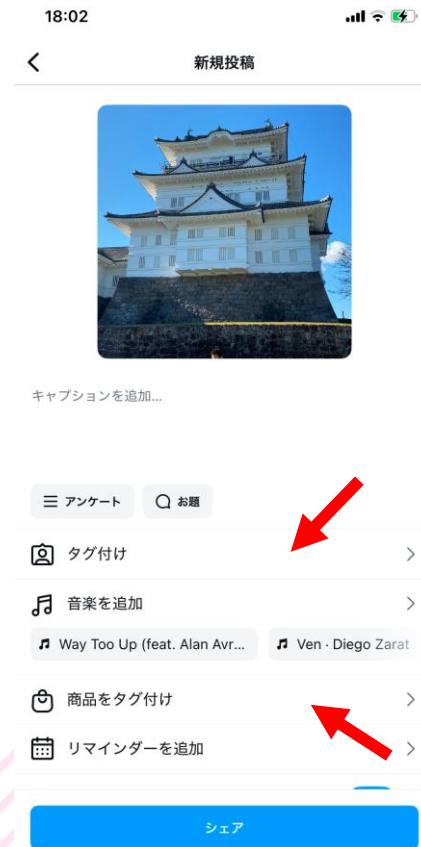 18:02
新規投稿
キャプションを追加...
アンケート お題
タグ付け
音楽を追加
Way Too Up (feat. Alan Avr... Ven · Diego Zarat
商品をタグ付け
リマインダーを追加
シェア